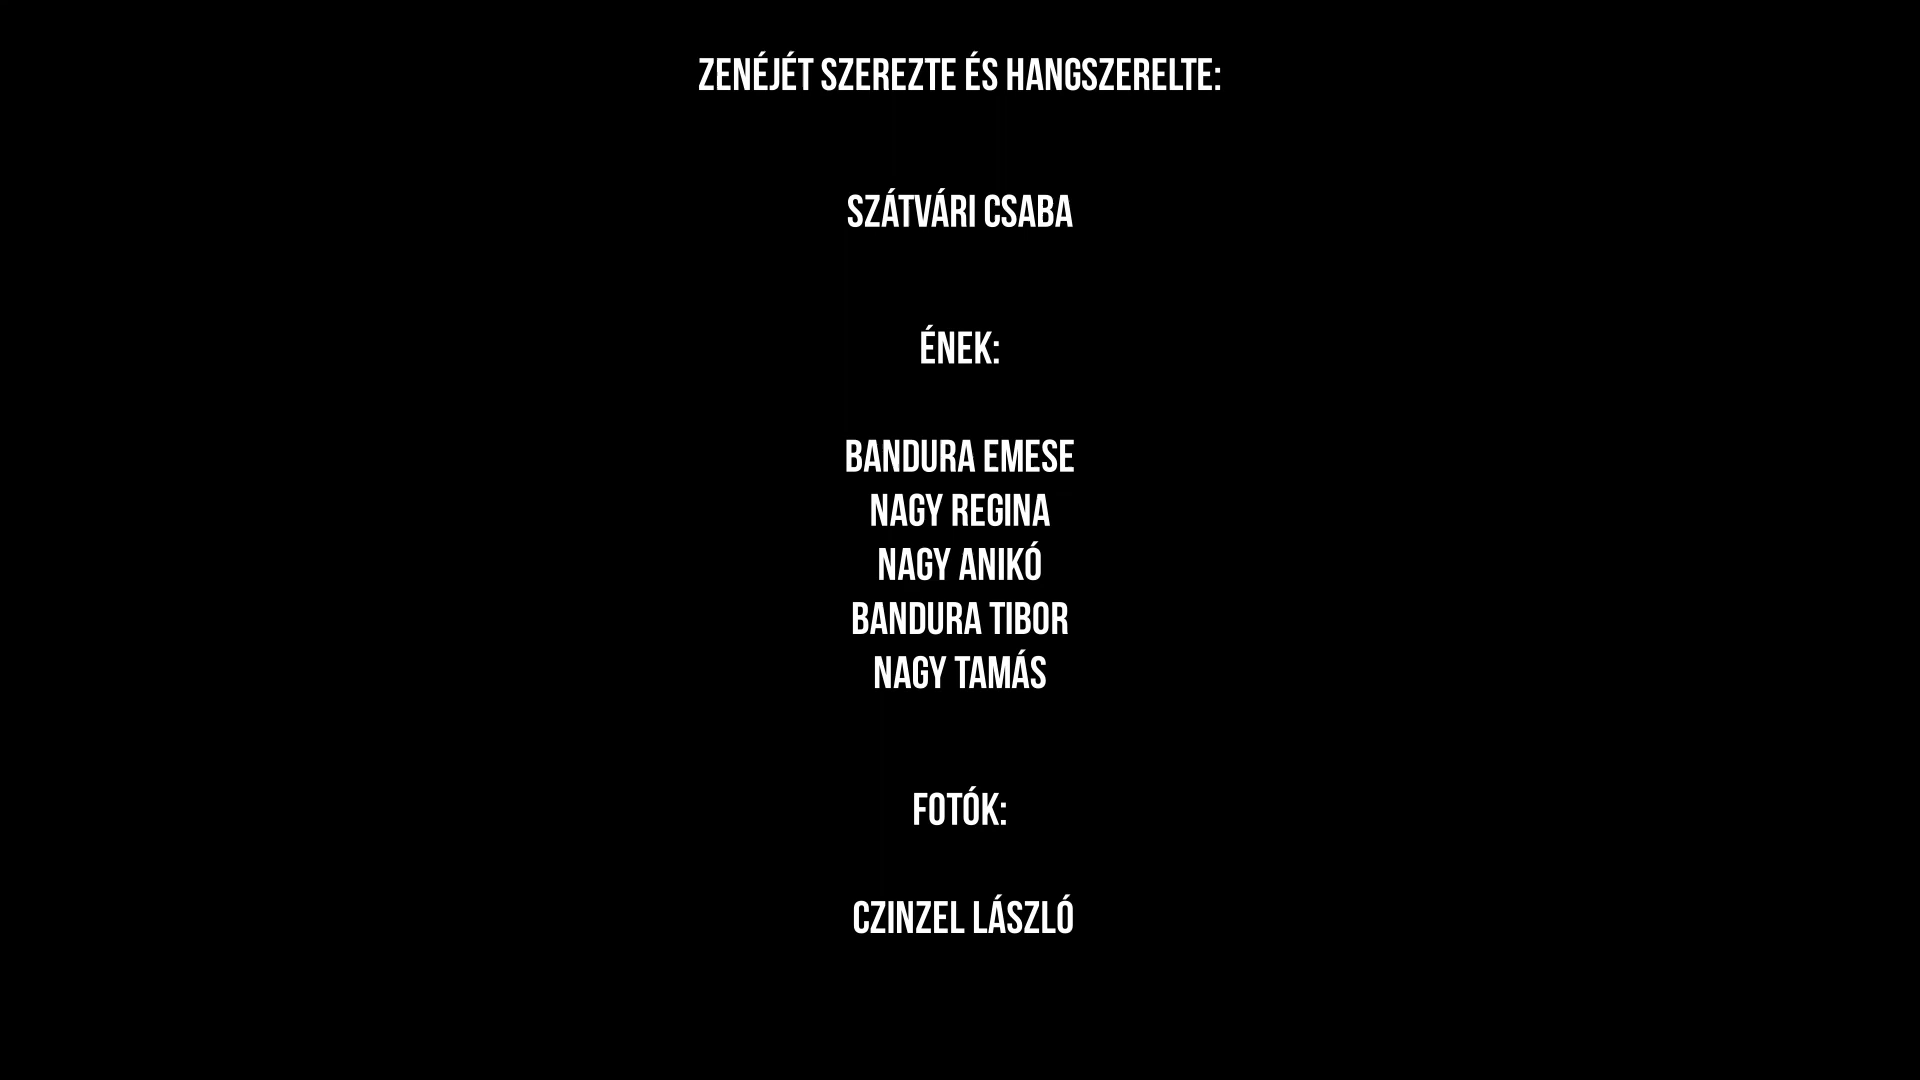 ZENÉJÉT SZEREZTE ÉS HANGSZERELTE:
SZÁTVÁRI CSABA
ÉNEK:
BANDURA EMESE
NAGY REGINA
NAGY ANIKÓ
BANDURA TIBOR
NAGY TAMÁS
FOTÓK:
CZINZEL LÁSZLÓ